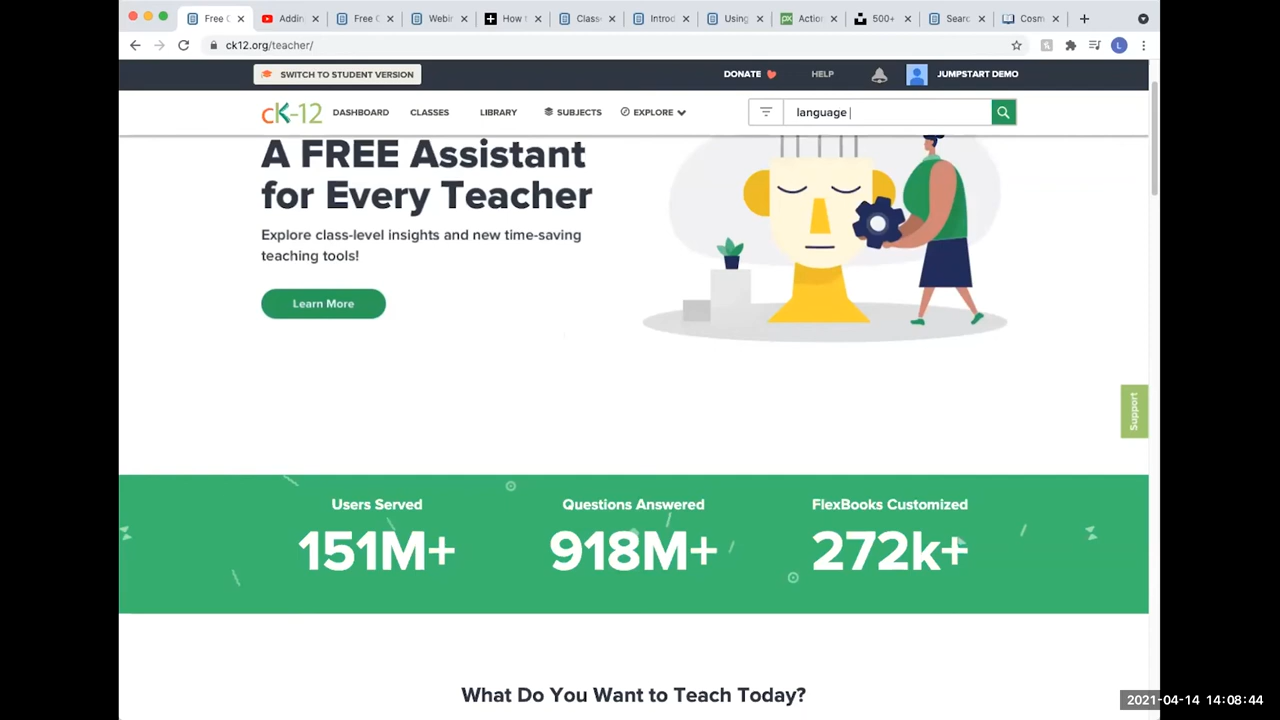 Free C
Addin
Free C
Webin
How t
Class
Introd
Using
Action
500+
Searc
Cosm
ck12.org/teacher/
L
SWITCH TO STUDENT VERSION
DONATE
HELP
JUMPSTART DEMO
cK-12
DASHBOARD
CLASSES
LIBRARY
SUBJECTS
EXPLORE
language
A FREE Assistant
for Every Teacher
Explore class-level insights and new time-saving
teaching tools!
Learn More
Support
Users Served
Questions Answered
FlexBooks Customized
151M+
918M+
272k+
What Do You Want to Teach Today?
2021-04-14 14:08:44